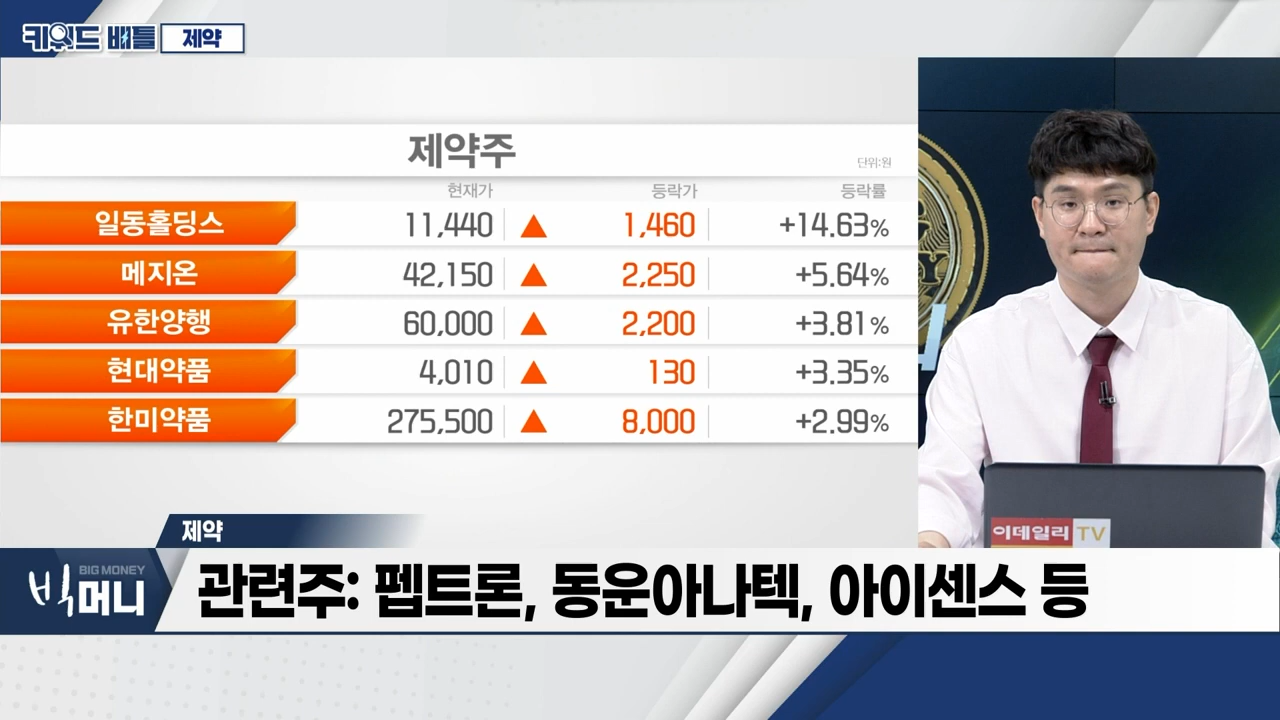 키워드 배틀 제약
제약주
단위:원
현재가 등락가 등락률
일동홀딩스 11,440 ▲ 1,460 +14.63%
메지온 42,150 ▲ 2,250 +5.64%
유한양행 60,000 ▲ 2,200 +3.81%
현대약품 4,010 ▲ 130 +3.35%
한미약품 275,500 ▲ 8,000 +2.99%
이데일리 TV
제약
BIG MONEY
빅머니
관련주: 펩트론, 동운아나텍, 아이센스 등